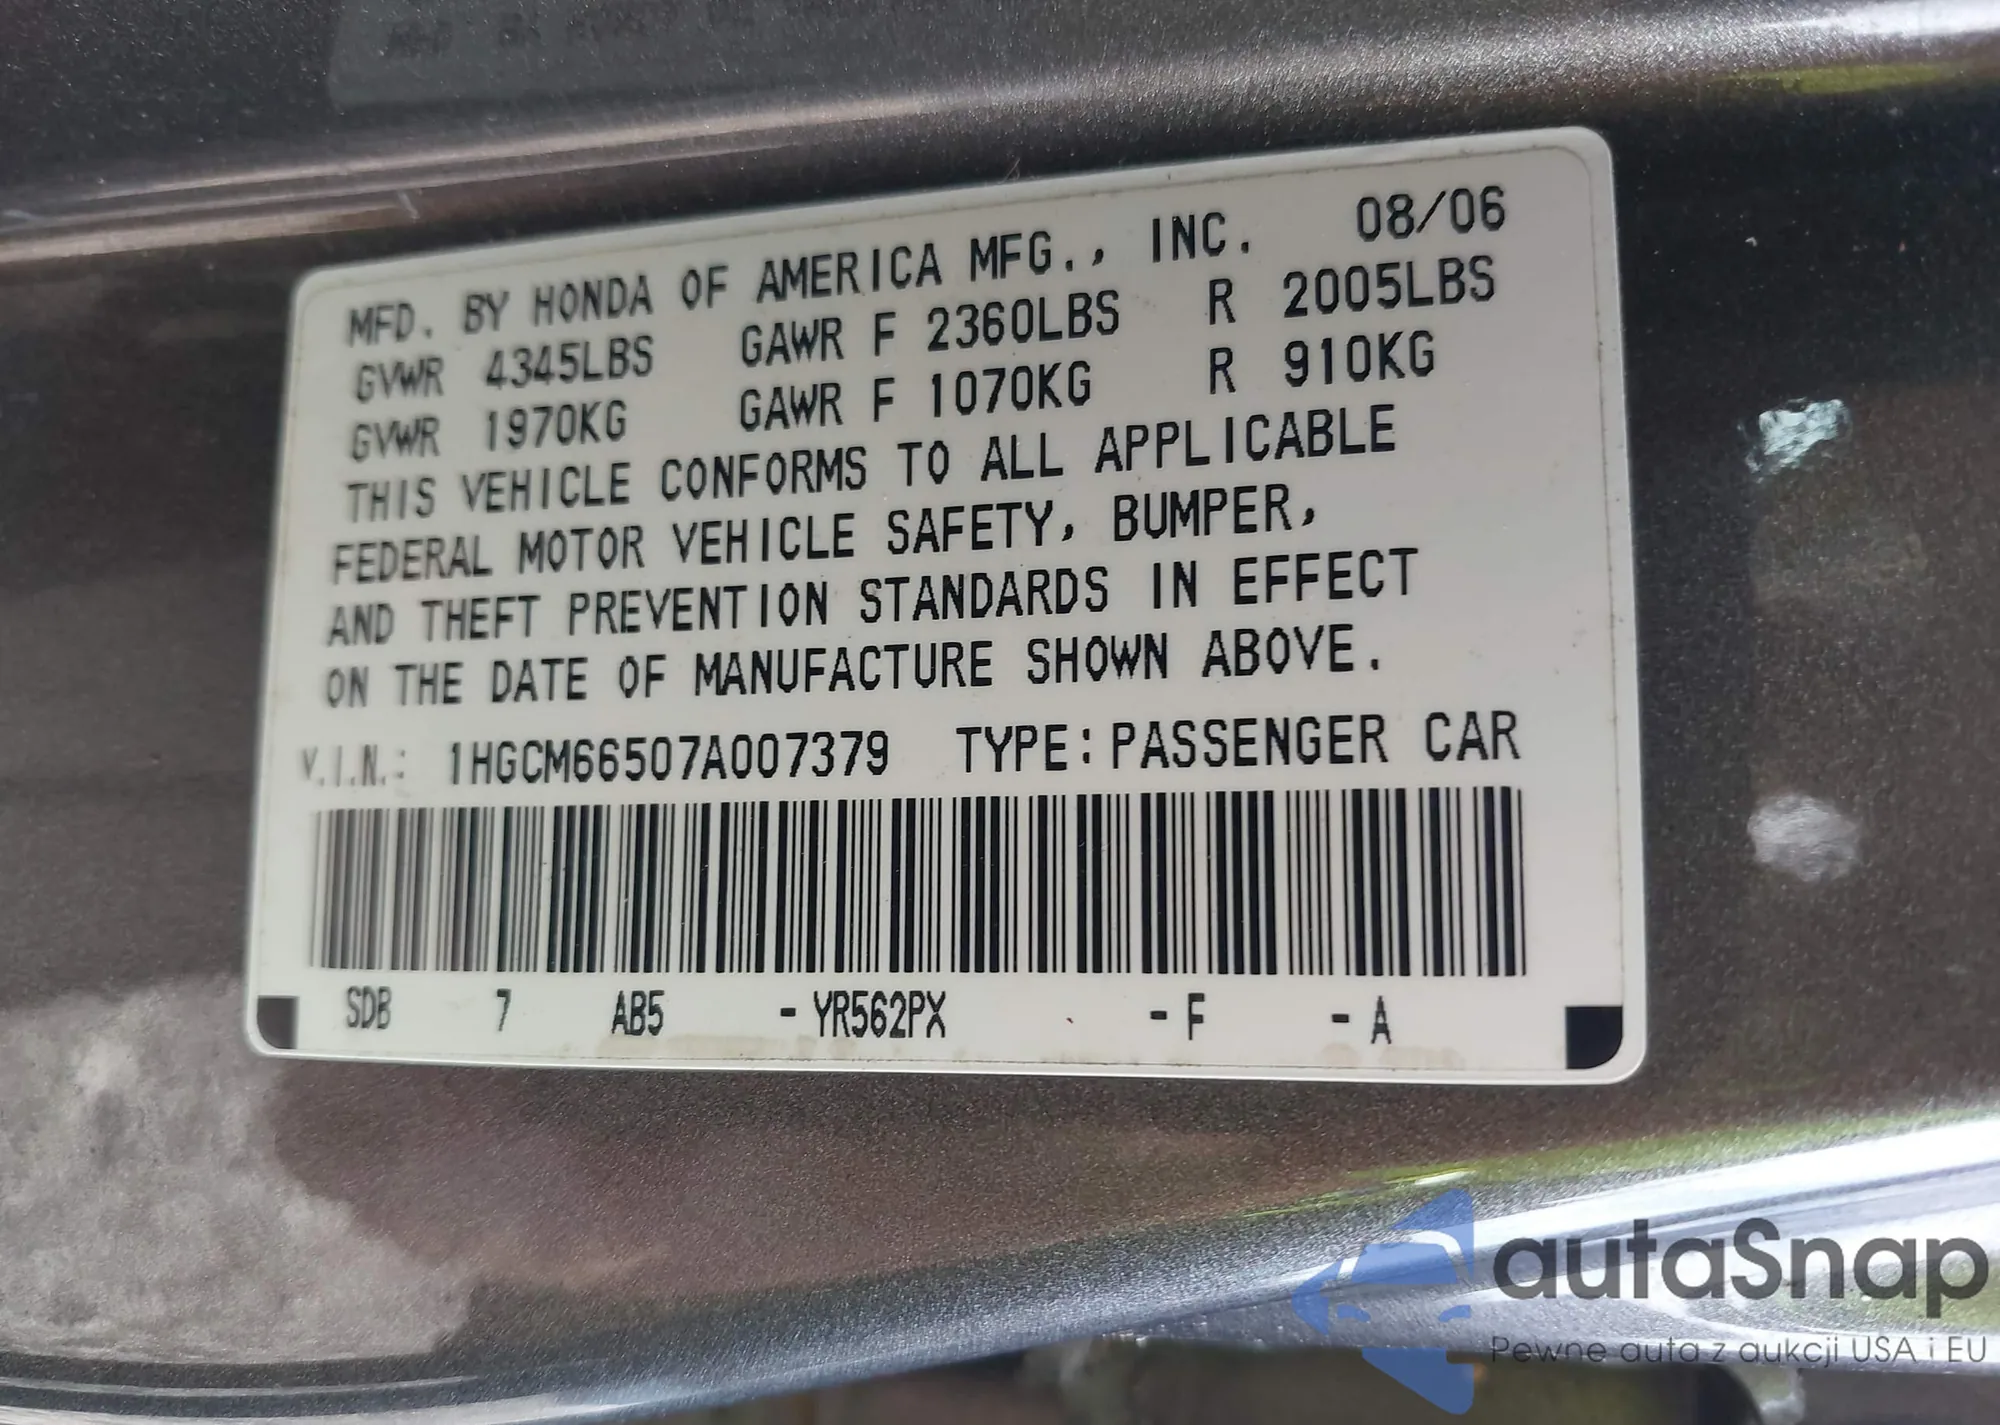 MFD. BY HONDA OF AMERICA MFG., INC. 08/06
GVWR 4345LBS GAWR F 2360LBS R 2005LBS
GVWR 1970KG GAWR F 1070KG R 910KG
THIS VEHICLE CONFORMS TO ALL APPLICABLE
FEDERAL MOTOR VEHICLE SAFETY, BUMPER,
AND THEFT PREVENTION STANDARDS IN EFFECT
ON THE DATE OF MANUFACTURE SHOWN ABOVE.
V.I.N.: 1HGCM66507A007379 TYPE: PASSENGER CAR
SDB 7 AB5 - YR562PX - F - A
autaSnap
Pewne auta z aukcji USA i EU